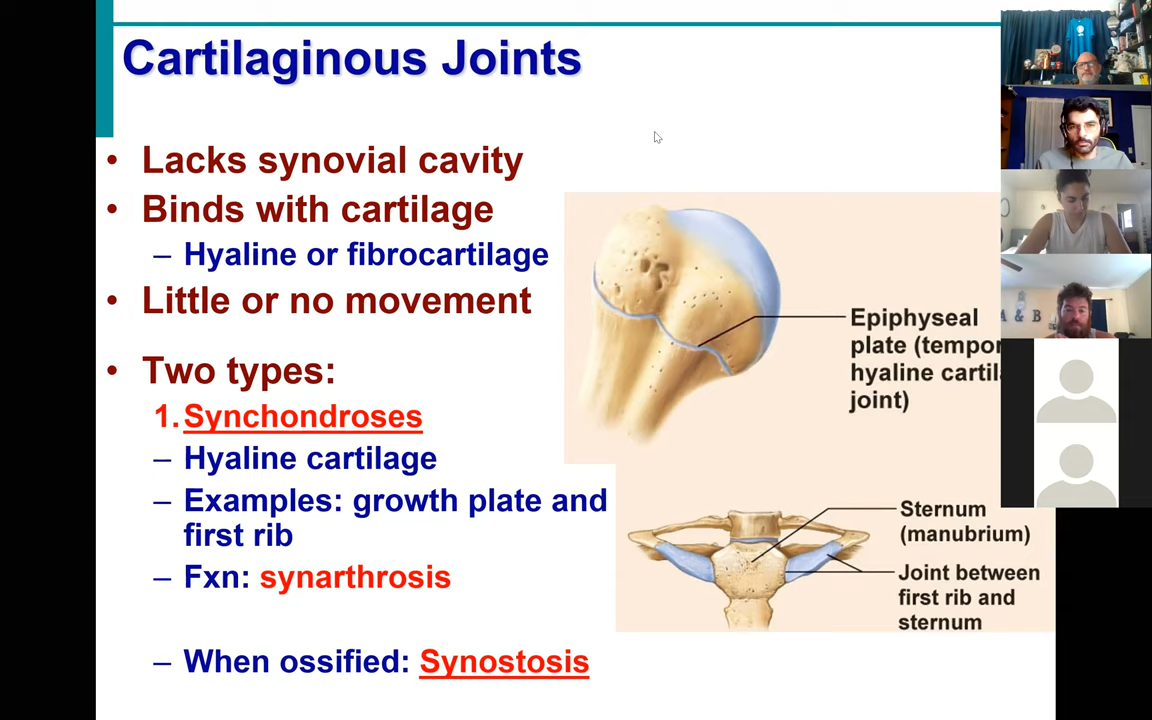 Cartilaginous Joints
• Lacks synovial cavity
• Binds with cartilage
– Hyaline or fibrocartilage
• Little or no movement
• Two types:
1. Synchondroses
– Hyaline cartilage
– Examples: growth plate and
first rib
– Fxn: synarthrosis
– When ossified: Synostosis
Epiphyseal
plate (tempor
hyaline cartil
joint)
Sternum
(manubrium)
Joint between
first rib and
sternum
A & B